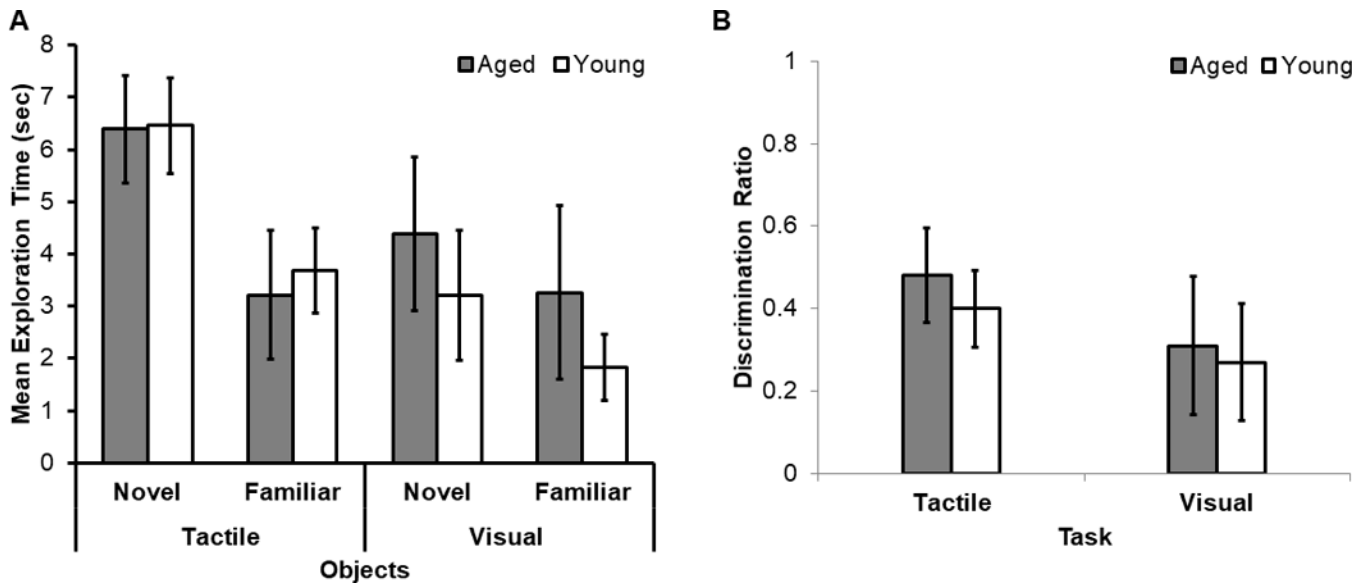 A
Mean Exploration Time (sec)
8
7
6
5
4
3
2
1
0
Aged Young
Novel Familiar Novel Familiar
Tactile Visual
Objects
B
Discrimination Ratio
1
0.8
0.6
0.4
0.2
0
Aged Young
Tactile Visual
Task